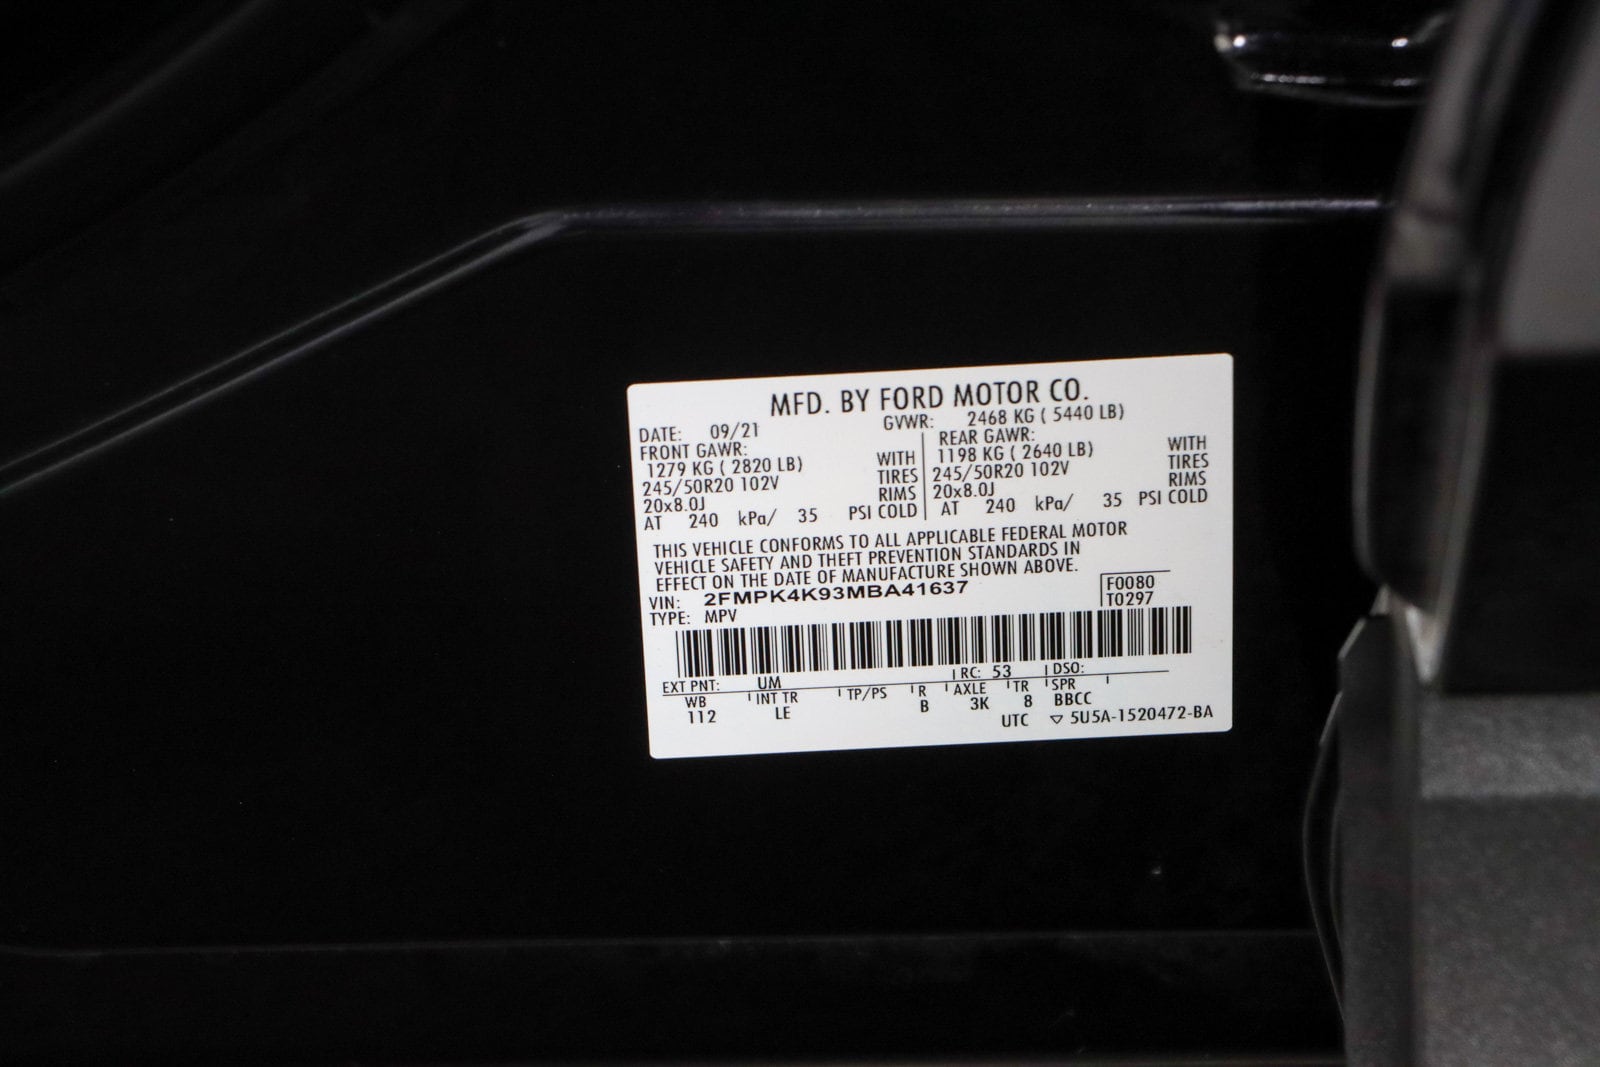 MFD. BY FORD MOTOR CO.
DATE: 09/21 GVWR: 2468 KG ( 5440 LB)
FRONT GAWR: REAR GAWR:
1279 KG ( 2820 LB) WITH 1198 KG ( 2640 LB) WITH
245/50R20 102V TIRES 245/50R20 102V TIRES
20x8.0J RIMS 20x8.0J RIMS
AT 240 kPa/ 35 PSI COLD AT 240 kPa/ 35 PSI COLD
THIS VEHICLE CONFORMS TO ALL APPLICABLE FEDERAL MOTOR
VEHICLE SAFETY AND THEFT PREVENTION STANDARDS IN
EFFECT ON THE DATE OF MANUFACTURE SHOWN ABOVE.
VIN: 2FMPK4K93MBA41637 F0080
TYPE: MPV T0297
EXT PNT: UM RC: 53 DSO:
WB INT TR TP/PS R AXLE TR SPR
112 LE B 3K 8 BBCC
UTC ▽ 5U5A-1520472-BA